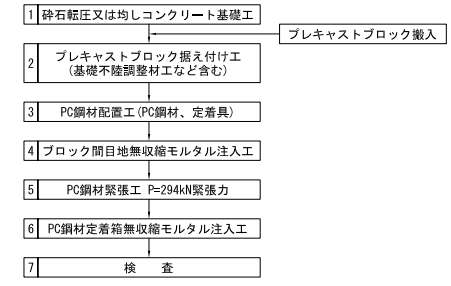 1 砕石転圧又は均しコンクリート基礎工
プレキャストブロック搬入
2 プレキャストブロック据え付け工
(基礎不陸調整材工など含む)
3 PC鋼材配置工(PC鋼材、定着具)
4 ブロック間目地無収縮モルタル注入工
5 PC鋼材緊張工 P=294kN緊張力
6 PC鋼材定着箱無収縮モルタル注入工
7 検　査